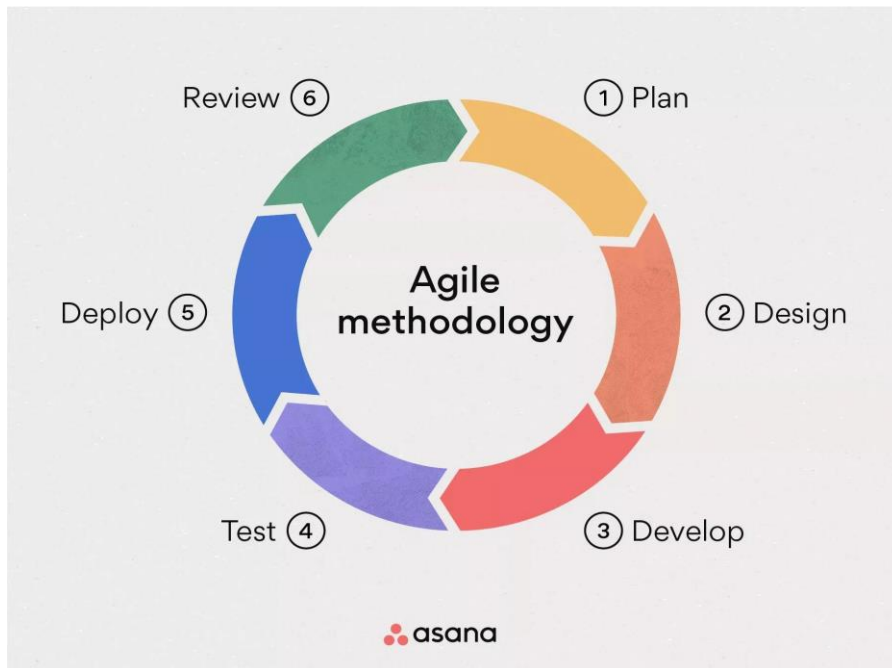 Agile
methodology
① Plan
② Design
③ Develop
Test ④
Deploy ⑤
Review ⑥
asana